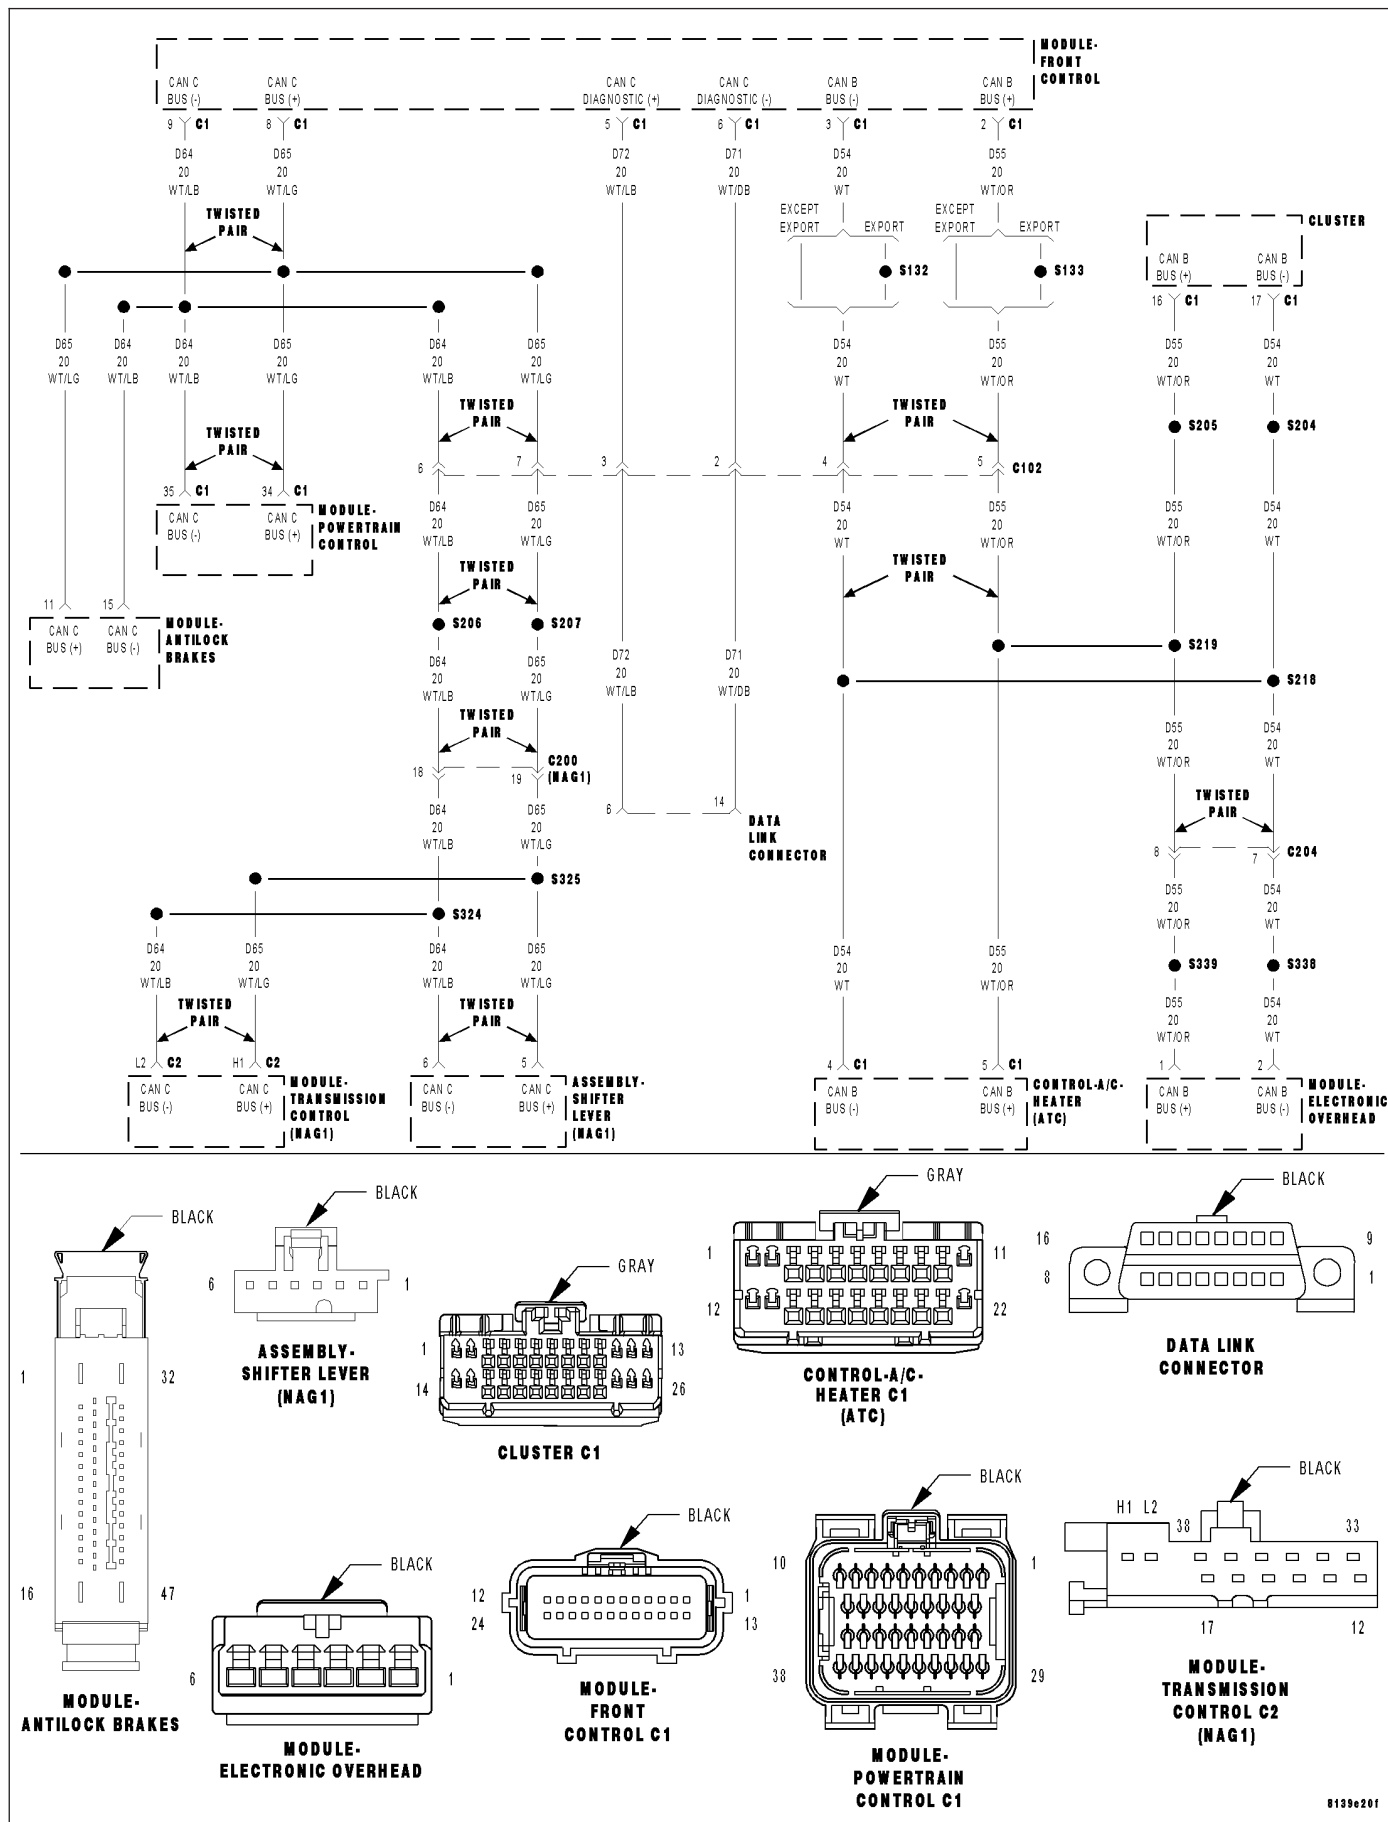 MODULE-
FRONT
CONTROL
CAN C CAN C CAN C CAN C CAN B CAN B
BUS (-) BUS (+) DIAGNOSTIC (+) DIAGNOSTIC (-) BUS (-) BUS (+)
9 C1 8 C1 5 C1 6 C1 3 C1 2 C1
D64 D65 D72 D71 D54 D55
20 20 20 20 20 20
WT/LB WT/LG WT/LB WT/DB WT WT/OR
TWISTED
PAIR
EXCEPT EXCEPT
EXPORT EXPORT EXPORT EXPORT
CLUSTER
CAN B CAN B
BUS (+) BUS (-)
S132 S133
16 C1 17 C1
D65 D64 D64 D65 D64 D65 D54 D55 D55 D54
20 20 20 20 20 20 20 20 20 20
WT/LG WT/LB WT/LB WT/LG WT/LB WT/LG WT WT/OR WT/OR WT
TWISTED TWISTED
PAIR PAIR
S205 S204
TWISTED
PAIR
6 7 3 2 4 5 C102
35 C1 34 C1
CAN C CAN C
BUS (-) BUS (+)
MODULE-
POWERTRAIN
CONTROL
D64 D65 D54 D55 D55 D54
20 20 20 20 20 20
WT/LB WT/LG WT WT/OR WT/OR WT
TWISTED TWISTED
PAIR PAIR
11 15
CAN C CAN C
BUS (+) BUS (-)
MODULE-
ANTILOCK
BRAKES
S206 S207
S219
S218
D64 D65 D72 D71
20 20 20 20
WT/LB WT/LG WT/LB WT/DB
TWISTED
PAIR
D55 D54
20 20
WT/OR WT
18 19 C200
(NAG1)
TWISTED
PAIR
6 14
DATA
LINK
CONNECTOR
D64 D65
20 20
WT/LB WT/LG
8 7 C204
S325
S324
D55 D54
20 20
WT/OR WT
D64 D65 D64 D65 D54 D55
20 20 20 20 20 20
WT/LB WT/LG WT/LB WT/LG WT WT/OR
S339 S338
TWISTED TWISTED
PAIR PAIR
D55 D54
20 20
WT/OR WT
L2 C2 H1 C2 6 5 4 C1 5 C1 1 2
CAN C CAN C
BUS (-) BUS (+)
MODULE-
TRANSMISSION
CONTROL
(NAG1)
CAN C CAN C
BUS (-) BUS (+)
ASSEMBLY-
SHIFTER
LEVER
(NAG1)
CAN B CAN B
BUS (-) BUS (+)
CONTROL-A/C-
HEATER
(ATC)
CAN B CAN B
BUS (+) BUS (-)
MODULE-
ELECTRONIC
OVERHEAD
BLACK
1 32
16 47
MODULE-
ANTILOCK BRAKES
BLACK
6 1
ASSEMBLY-
SHIFTER LEVER
(NAG1)
GRAY
1 13
14 26
CLUSTER C1
GRAY
1 11
12 22
CONTROL-A/C-
HEATER C1
(ATC)
BLACK
16 9
8 1
DATA LINK
CONNECTOR
BLACK
6 1
MODULE-
ELECTRONIC OVERHEAD
BLACK
12 1
24 13
MODULE-
FRONT
CONTROL C1
BLACK
10 1
38 29
MODULE-
POWERTRAIN
CONTROL C1
BLACK
H1 L2
38 33
17 12
MODULE-
TRANSMISSION
CONTROL C2
(NAG1)
8139e20f